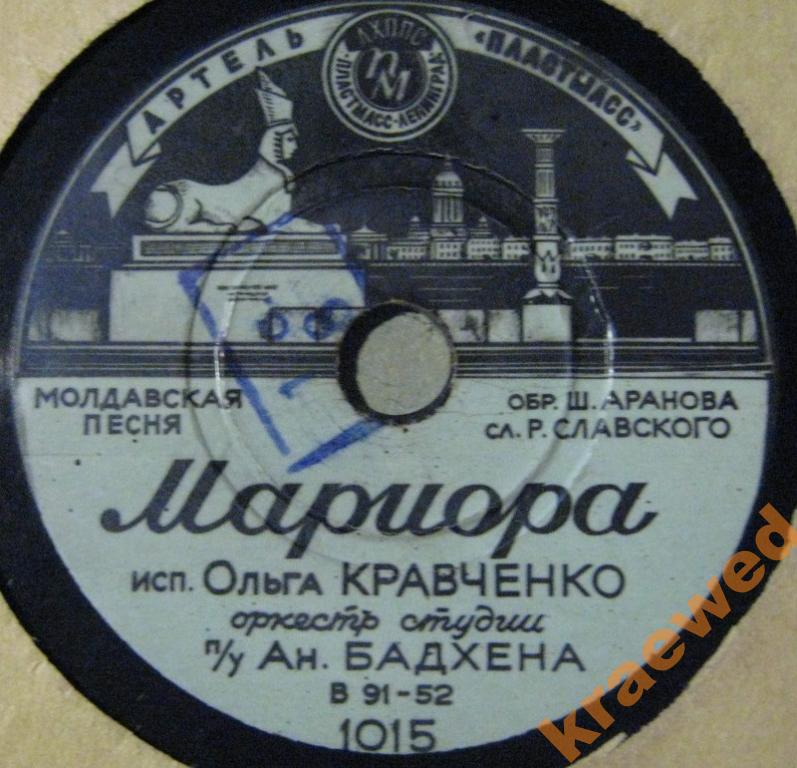 АРТЕЛЬ «ПЛАСТМАСС»
ЛХППС
ПМ
ПЛАСТМАСС-ЛЕНИНГРАД
МОЛДАВСКАЯ
ПЕСНЯ
ОБР. Ш. АРАНОВА
СЛ. Р. СЛАВСКОГО
Мариора
исп. Ольга КРАВЧЕНКО
оркестр студии
п/у Ан. БАДХЕНА
В 91-52
1015
kraewed